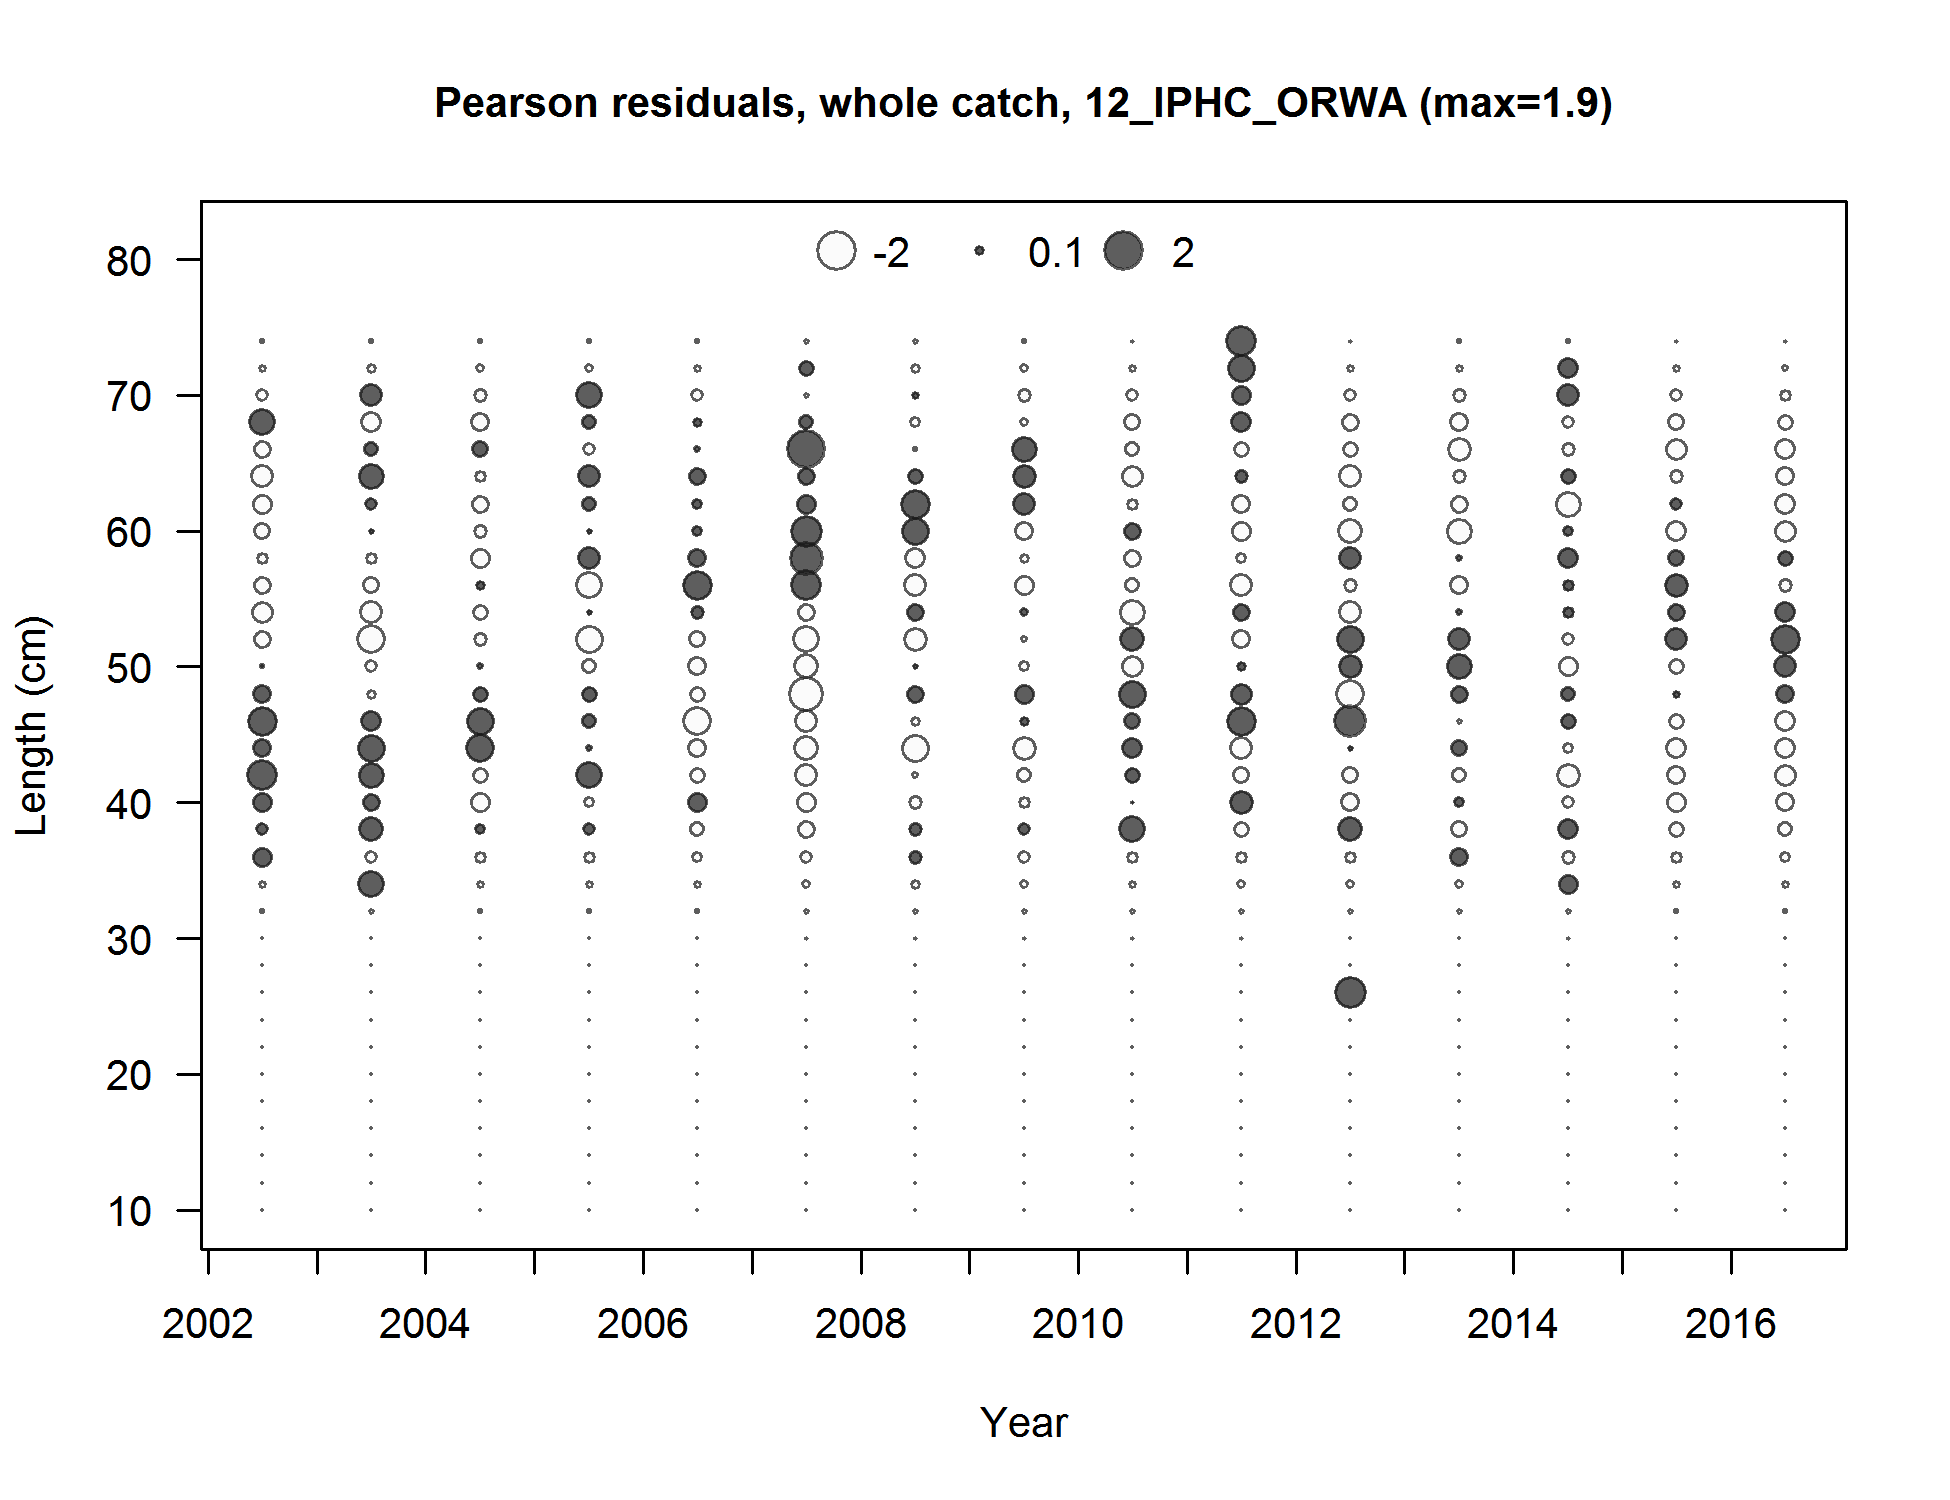 Pearson residuals, whole catch, 12_IPHC_ORWA (max=1.9)
-2 0.1 2
80
70
60
50
40
30
20
10
Length (cm)
2002 2004 2006 2008 2010 2012 2014 2016
Year